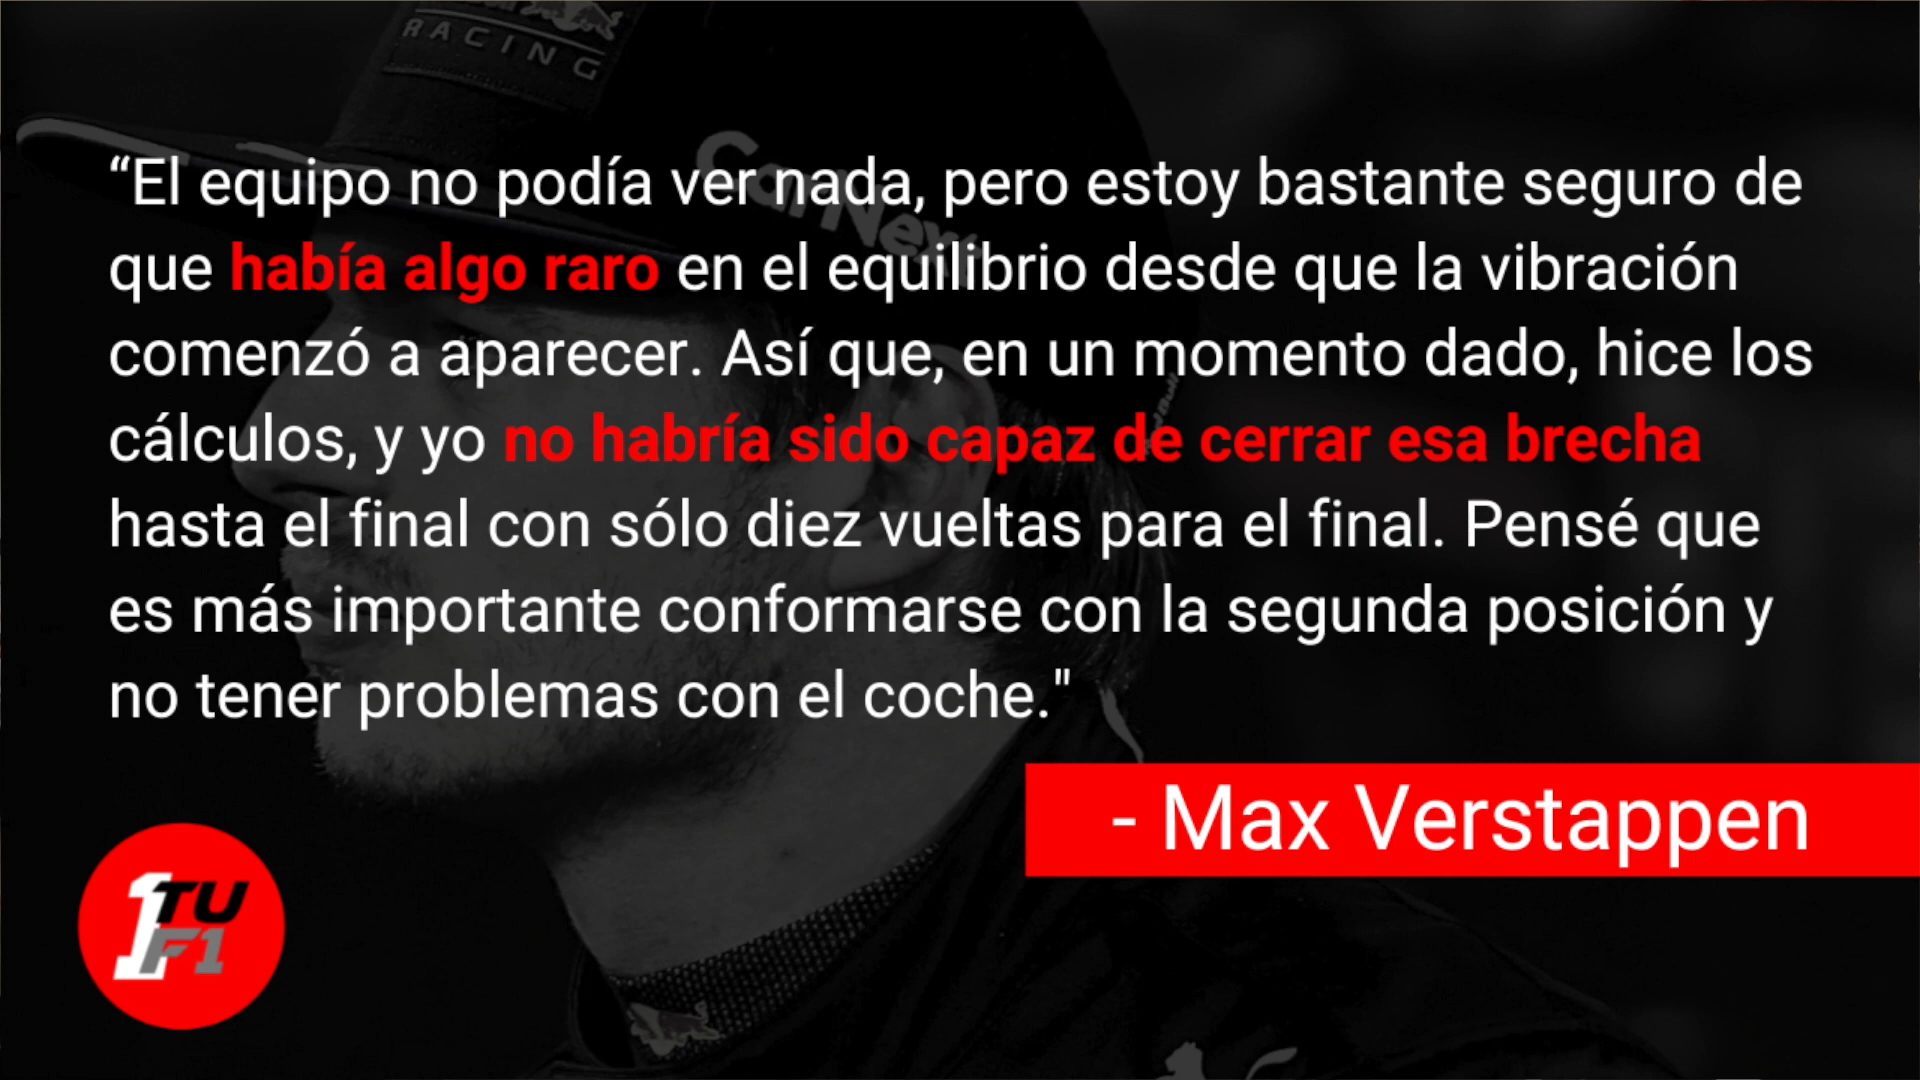 RACING
CarNext
“El equipo no podía ver nada, pero estoy bastante seguro de
que había algo raro en el equilibrio desde que la vibración
comenzó a aparecer. Así que, en un momento dado, hice los
cálculos, y yo no habría sido capaz de cerrar esa brecha
hasta el final con sólo diez vueltas para el final. Pensé que
es más importante conformarse con la segunda posición y
no tener problemas con el coche."
- Max Verstappen
1TU
F1